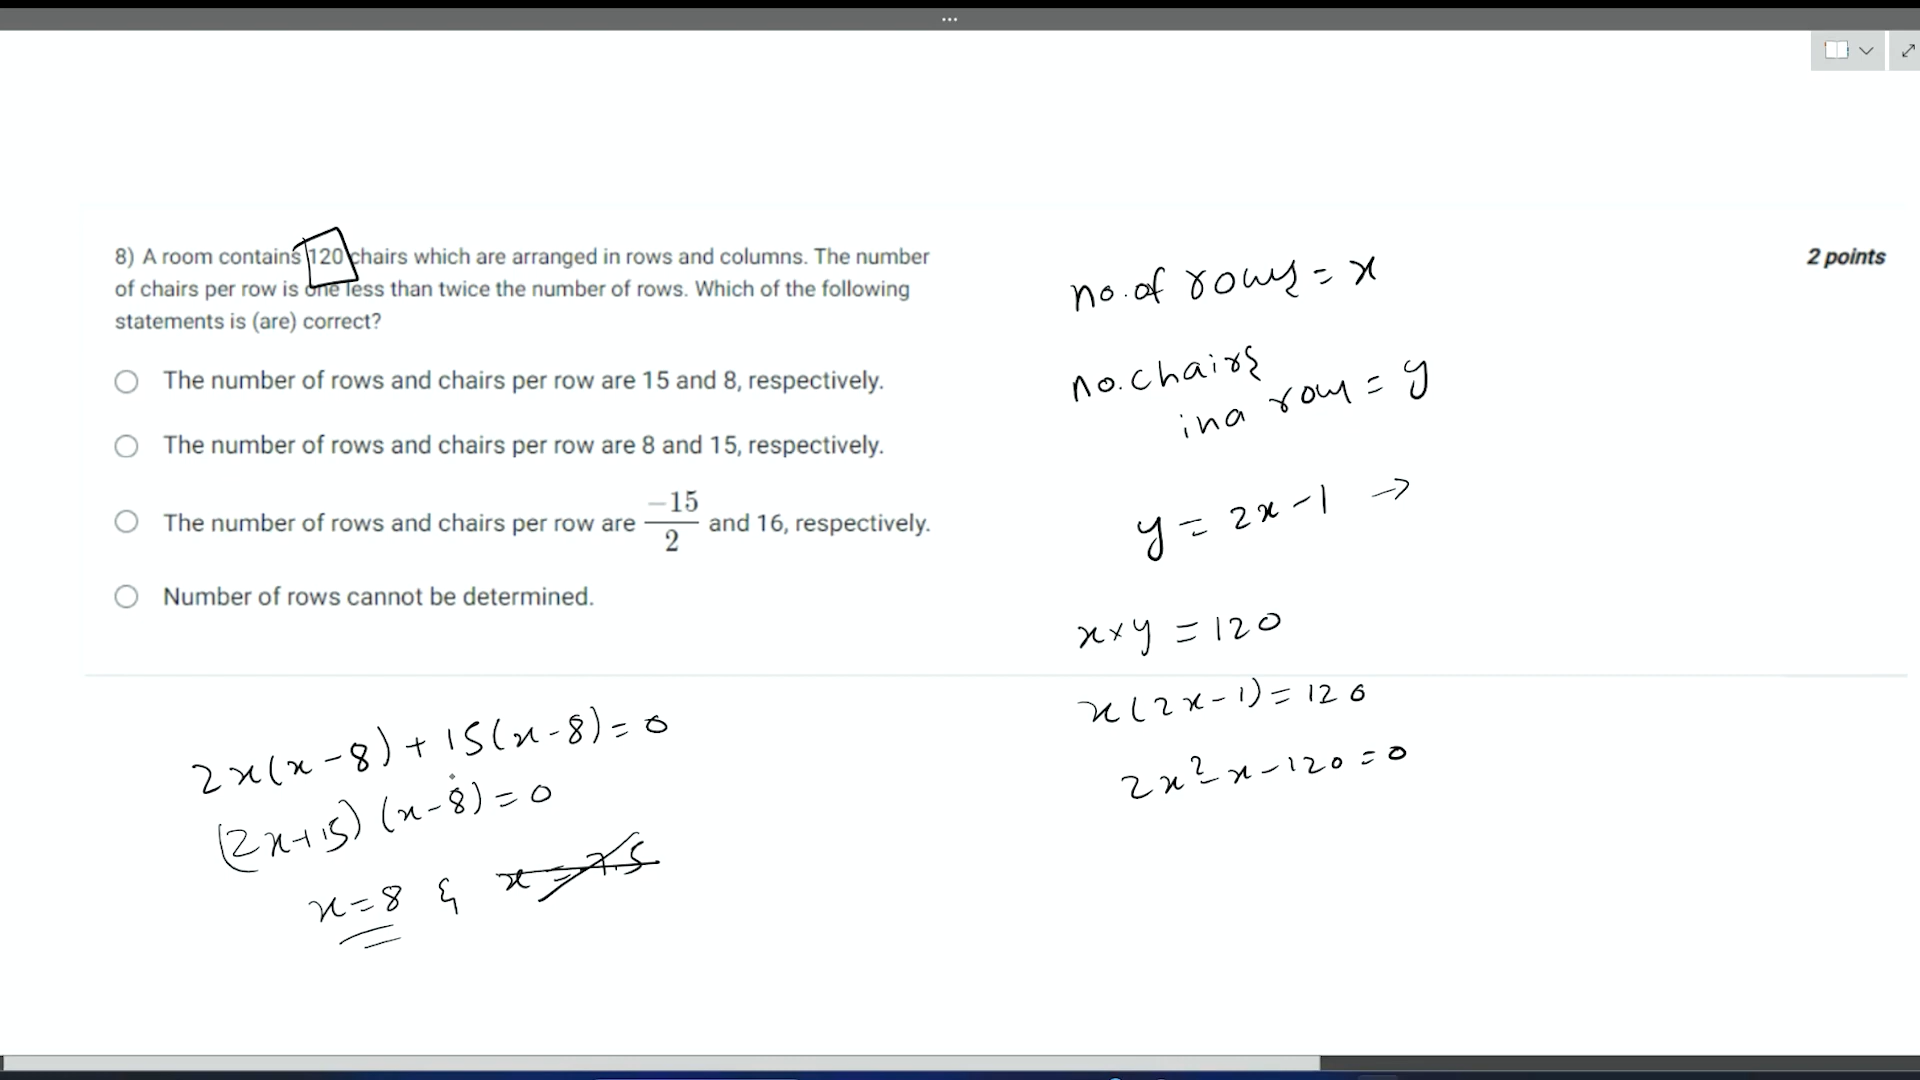 8) A room contains 120 chairs which are arranged in rows and columns. The number
of chairs per row is one less than twice the number of rows. Which of the following
statements is (are) correct?
2 points
The number of rows and chairs per row are 15 and 8, respectively.
The number of rows and chairs per row are 8 and 15, respectively.
The number of rows and chairs per row are -15/2 and 16, respectively.
Number of rows cannot be determined.
no. of rows = x
no. chairs
in a row = y
y = 2x - 1 →
x × y = 120
x(2x - 1) = 120
2x² - x - 120 = 0
2x(x - 8) + 15(x - 8) = 0
(2x + 15)(x - 8) = 0
x = 8 & x = 7.5